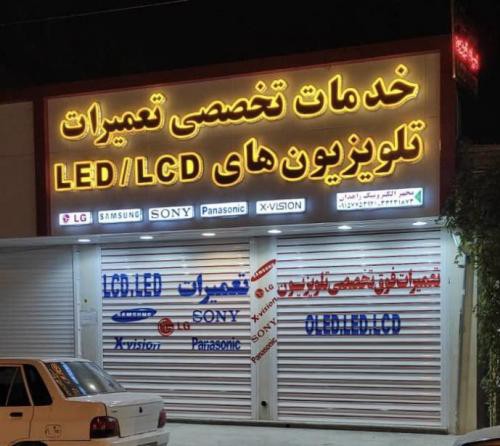 خدمات تخصصی تعمیرات
تلویزیون های LED/LCD
LG SAMSUNG SONY Panasonic X-VISION
تعمیرات LCD.LED
SAMSUNG LG SONY
X-vision Panasonic
SAMSUNG
LG
X-vision
SONY
Panasonic
تعمیرات فوق تخصصی تلویزیون
OLED.LED.LCD